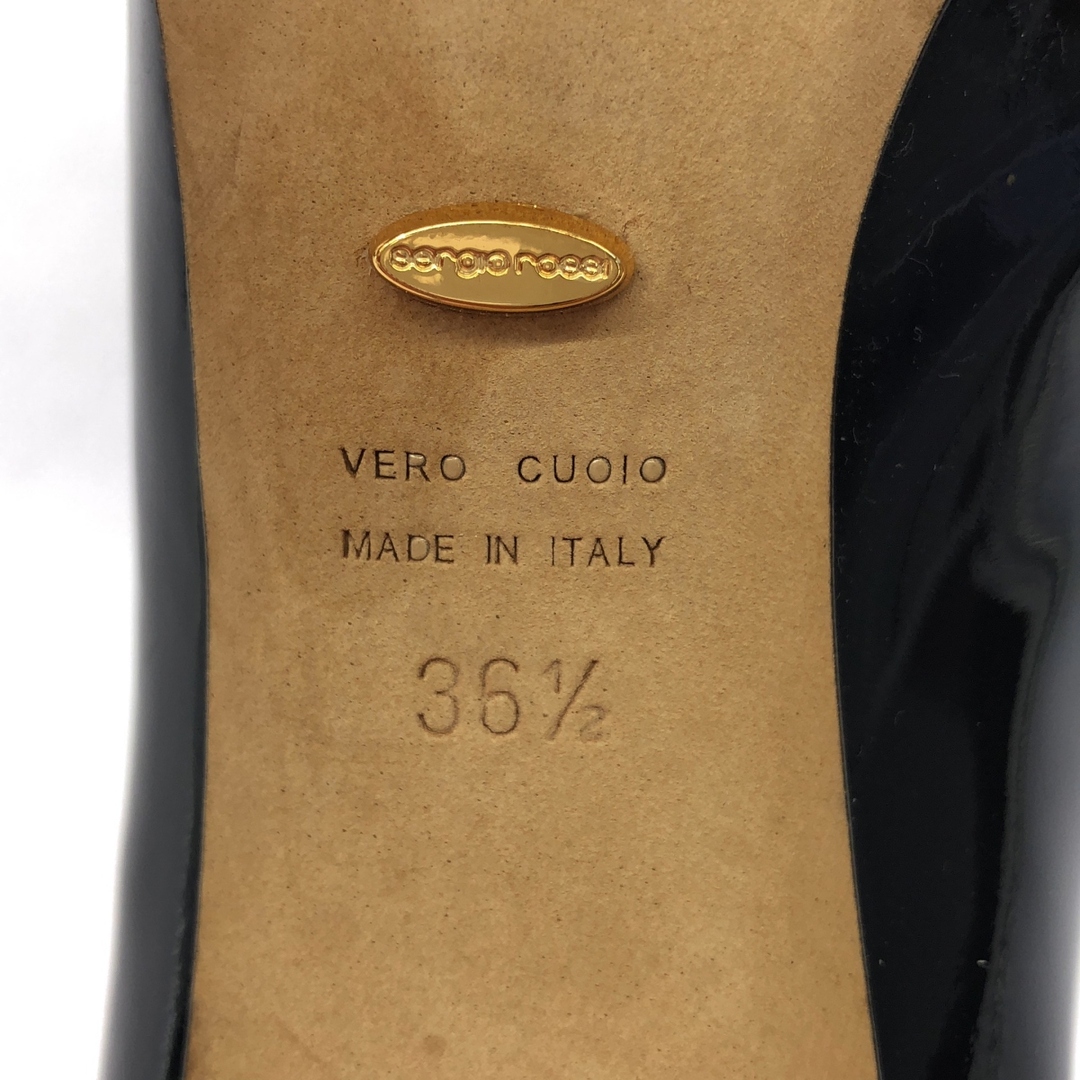 sergio rossi
VERO CUOIO
MADE IN ITALY
36½